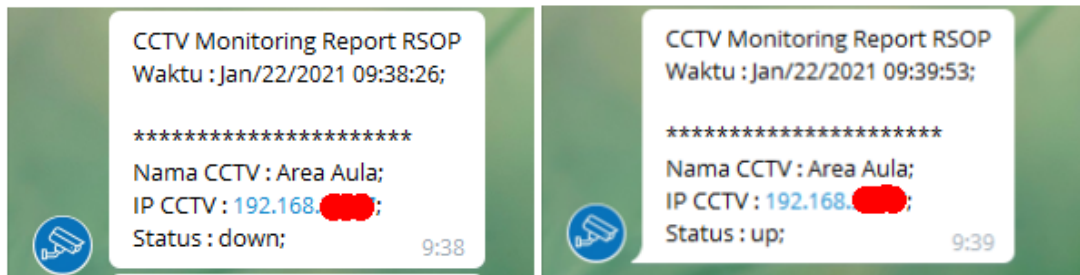 CCTV Monitoring Report RSOP
Waktu : Jan/22/2021 09:38:26;
**********************
Nama CCTV : Area Aula;
IP CCTV : 192.168.;
Status : down;
9:38
CCTV Monitoring Report RSOP
Waktu : Jan/22/2021 09:39:53;
**********************
Nama CCTV : Area Aula;
IP CCTV : 192.168.;
Status : up;
9:39